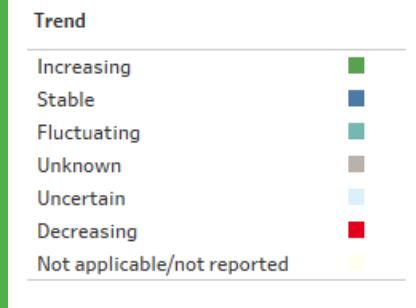 Trend
Increasing
Stable
Fluctuating
Unknown
Uncertain
Decreasing
Not applicable/not reported